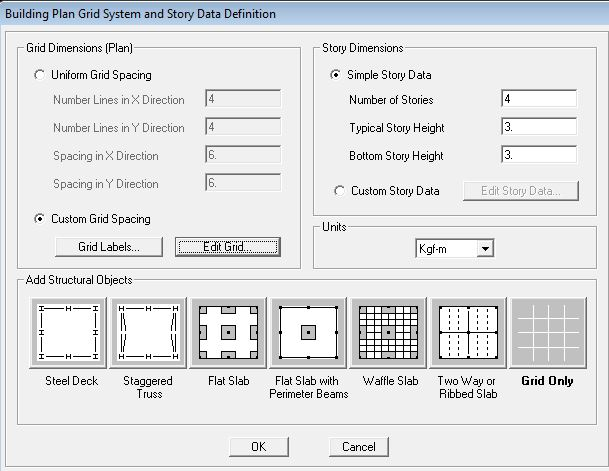 Building Plan Grid System and Story Data Definition
Grid Dimensions (Plan)
Uniform Grid Spacing
Number Lines in X Direction 4
Number Lines in Y Direction 4
Spacing in X Direction 6.
Spacing in Y Direction 6.
Custom Grid Spacing
Grid Labels... Edit Grid...
Story Dimensions
Simple Story Data
Number of Stories 4
Typical Story Height 3.
Bottom Story Height 3.
Custom Story Data Edit Story Data...
Units
Kgf-m
Add Structural Objects
Steel Deck
Staggered
Truss
Flat Slab
Flat Slab with
Perimeter Beams
Waffle Slab
Two Way or
Ribbed Slab
Grid Only
OK Cancel